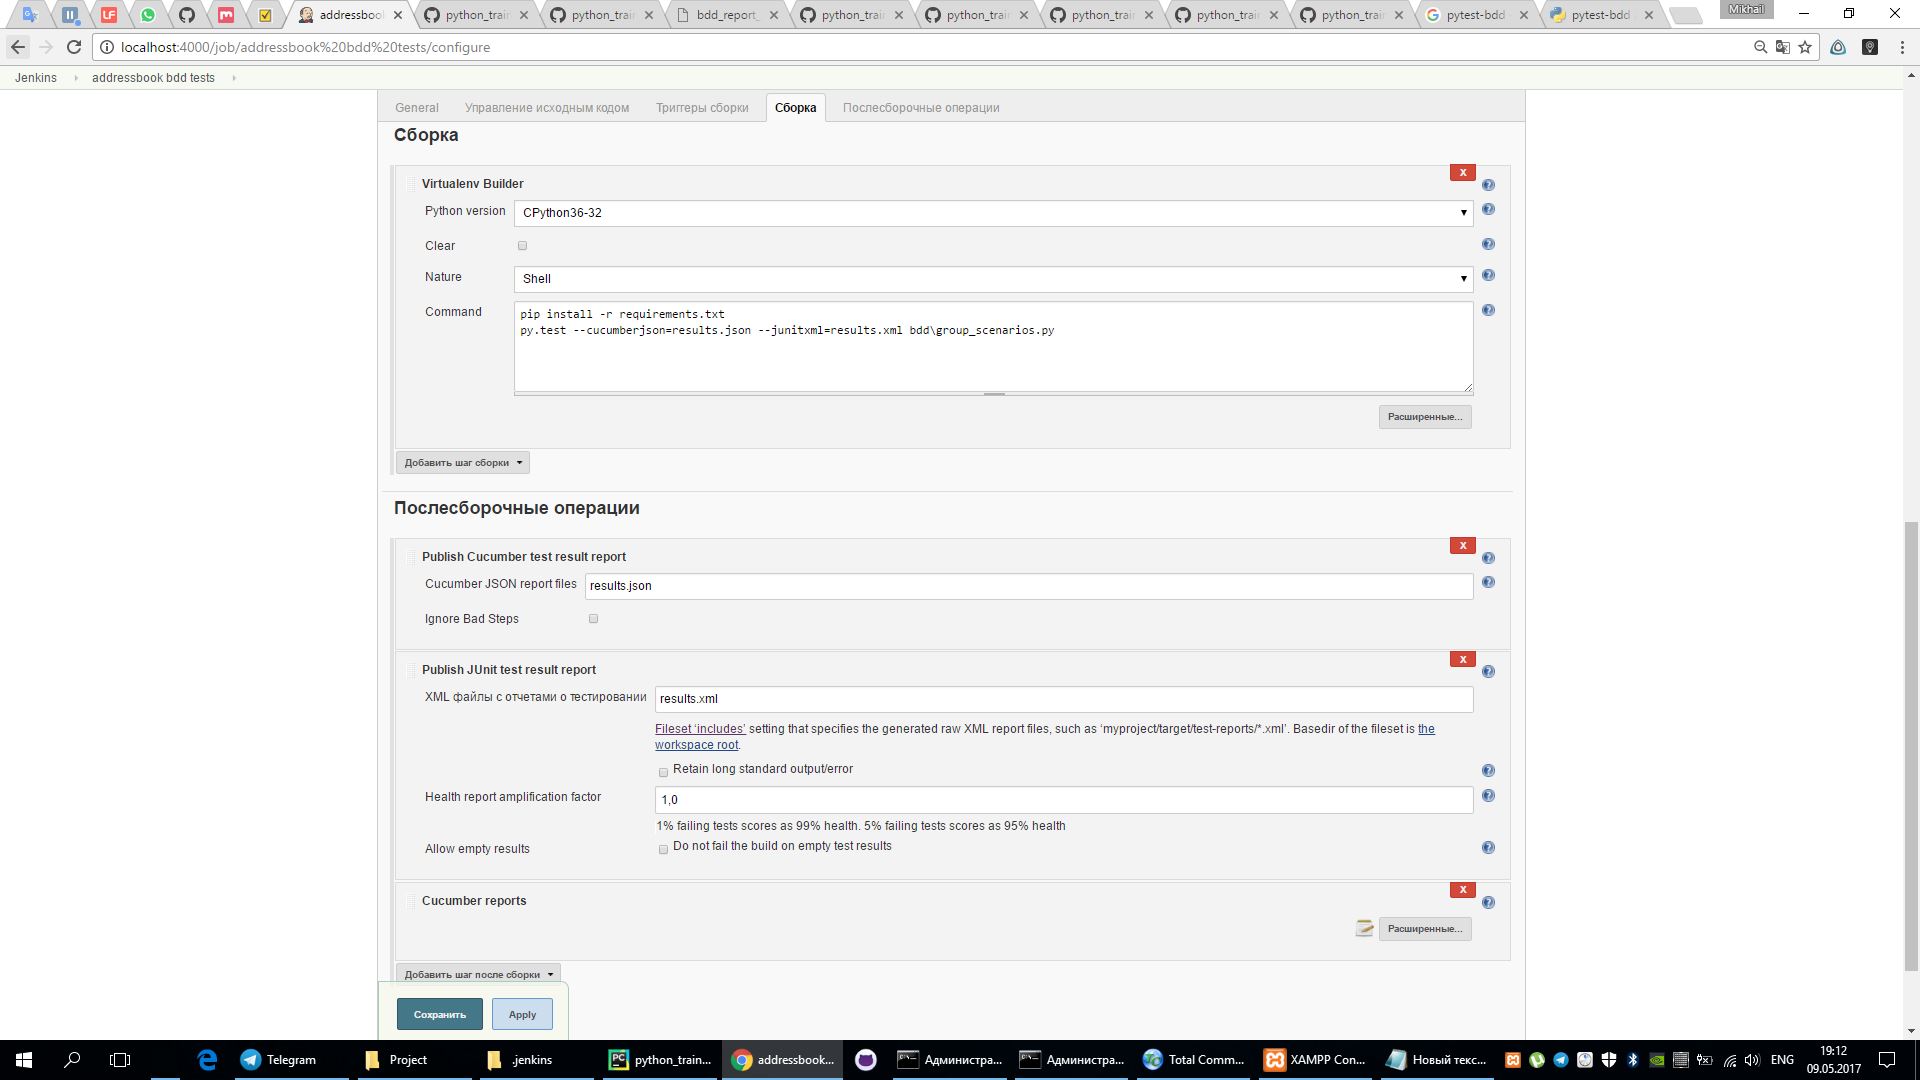 addressboo
python_trai
python_trai
bdd_report_
python_trai
python_trai
python_trai
python_trai
python_trai
pytest-bdd
pytest-bdd
Mikhail
localhost:4000/job/addressbook%20bdd%20tests/configure
Jenkins
addressbook bdd tests
General
Управление исходным кодом
Триггеры сборки
Сборка
Послесборочные операции
Сборка
X
Virtualenv Builder
Python version
CPython36-32
Clear
Nature
Shell
Command
pip install -r requirements.txt
py.test --cucumberjson=results.json --junitxml=results.xml bdd\group_scenarios.py
Расширенные...
Добавить шаг сборки
Послесборочные операции
X
Publish Cucumber test result report
Cucumber JSON report files
results.json
Ignore Bad Steps
X
Publish JUnit test result report
XML файлы с отчетами о тестировании
results.xml
Fileset ‘includes’ setting that specifies the generated raw XML report files, such as ‘myproject/target/test-reports/*.xml’. Basedir of the fileset is the
workspace root.
Retain long standard output/error
Health report amplification factor
1,0
1% failing tests scores as 99% health. 5% failing tests scores as 95% health
Allow empty results
Do not fail the build on empty test results
X
Cucumber reports
Расширенные...
Добавить шаг после сборки
Сохранить
Apply
Telegram
Project
.jenkins
python_train...
addressbook...
Администра...
Администра...
Total Comm...
XAMPP Con...
Новый текс...
ENG
19:12
09.05.2017